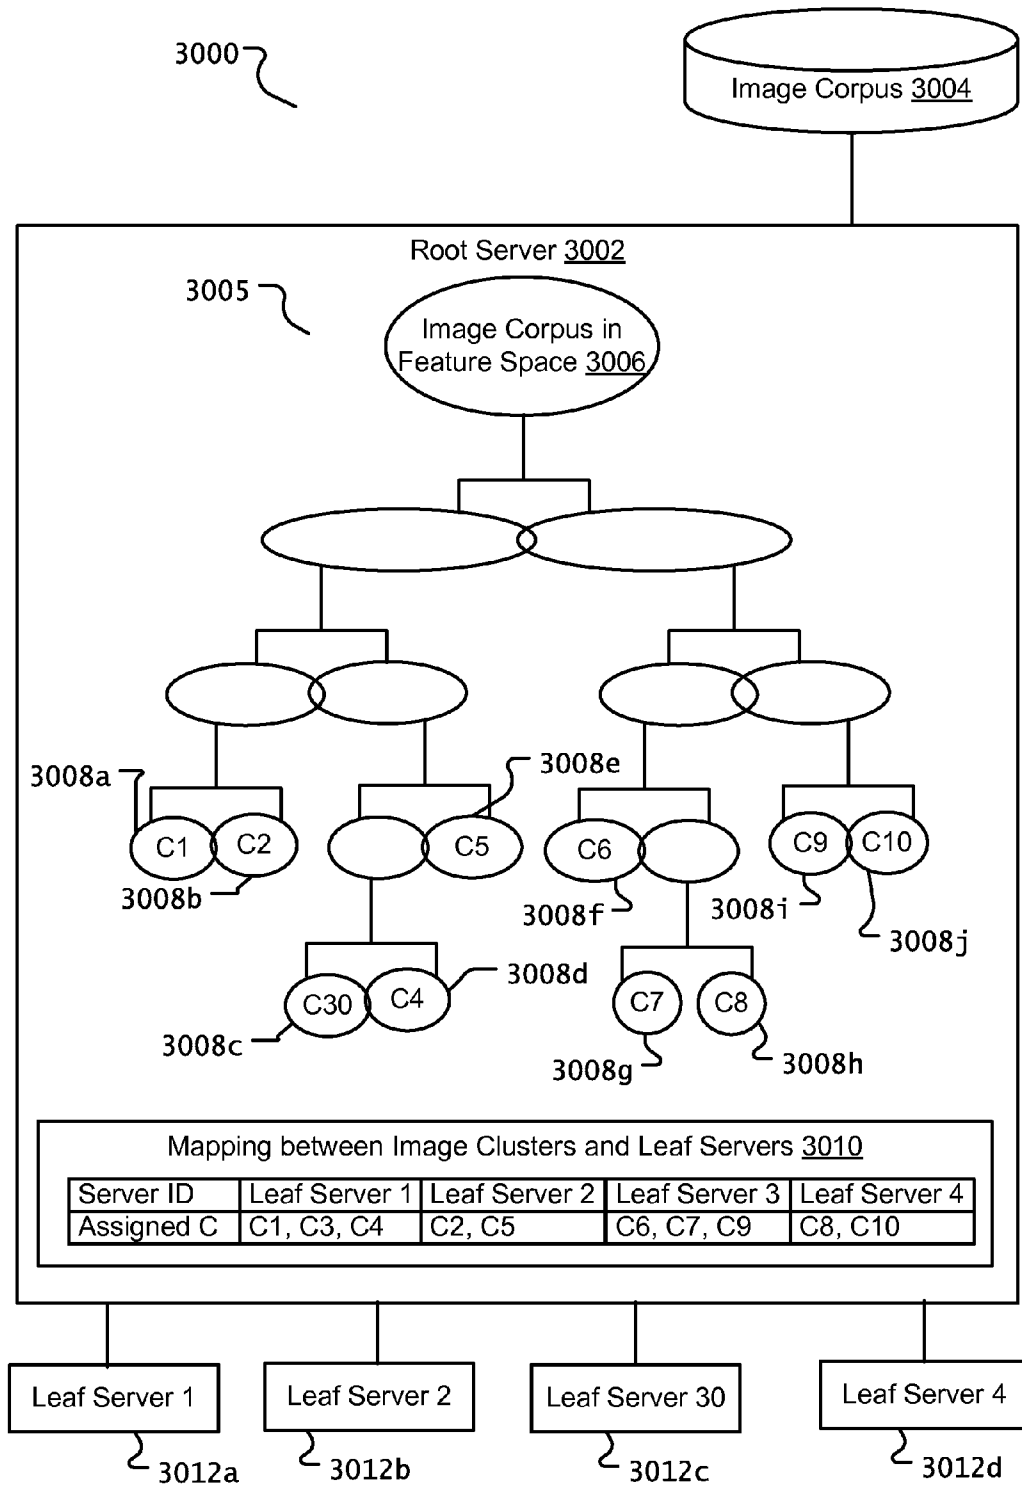 3000
Image Corpus 3004
Root Server 3002
3005
Image Corpus in
Feature Space 3006
3008a
3008e
C1
C2
C5
C6
C9
C10
3008b
3008f
3008i
3008j
3008d
C30
C4
C7
C8
3008c
3008g
3008h
Mapping between Image Clusters and Leaf Servers 3010
Server ID Leaf Server 1 Leaf Server 2 Leaf Server 3 Leaf Server 4
Assigned C C1, C3, C4 C2, C5 C6, C7, C9 C8, C10
Leaf Server 1
Leaf Server 2
Leaf Server 30
Leaf Server 4
3012a
3012b
3012c
3012d